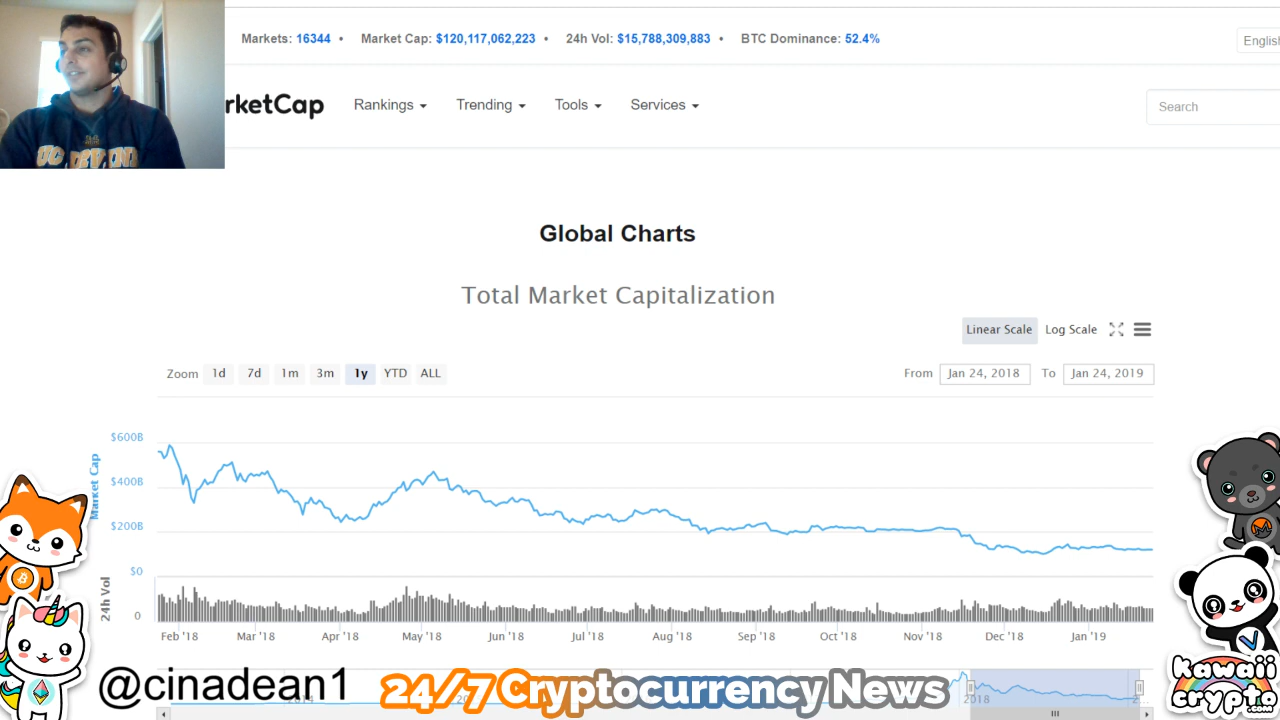 Markets: 16344 • Market Cap: $120,117,062,223 • 24h Vol: $15,788,309,883 • BTC Dominance: 52.4%
English
rketCap Rankings Trending Tools Services
Search
Global Charts
Total Market Capitalization
Linear Scale Log Scale
Zoom 1d 7d 1m 3m 1y YTD ALL
From Jan 24, 2018 To Jan 24, 2019
Market Cap
$600B
$400B
$200B
$0
24h Vol
0
Feb '18 Mar '18 Apr '18 May '18 Jun '18 Jul '18 Aug '18 Sep '18 Oct '18 Nov '18 Dec '18 Jan '19
2018
@cinadean1
24/7 Cryptocurrency News
kawaii
crypto
.com